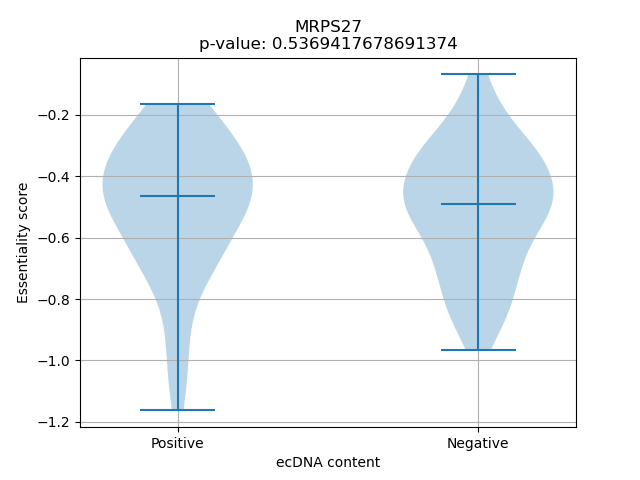 MRPS27
p-value: 0.5369417678691374
−0.2
−0.4
−0.6
−0.8
−1.0
−1.2
Essentiality score
Positive
Negative
ecDNA content